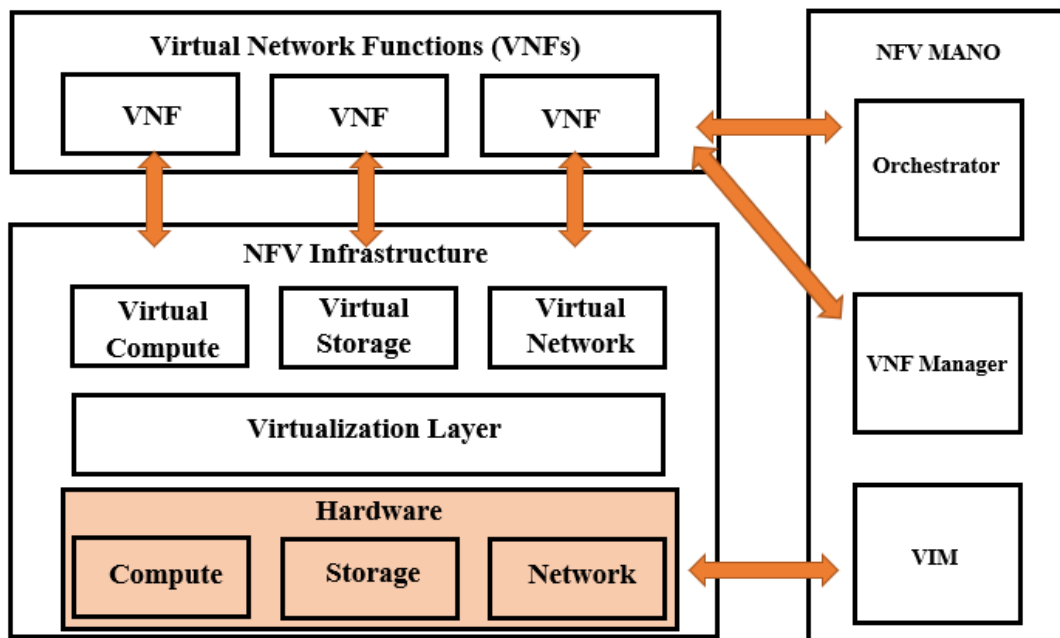 Virtual Network Functions (VNFs)
VNF
VNF
VNF
NFV Infrastructure
Virtual
Compute
Virtual
Storage
Virtual
Network
Virtualization Layer
Hardware
Compute
Storage
Network
NFV MANO
Orchestrator
VNF Manager
VIM